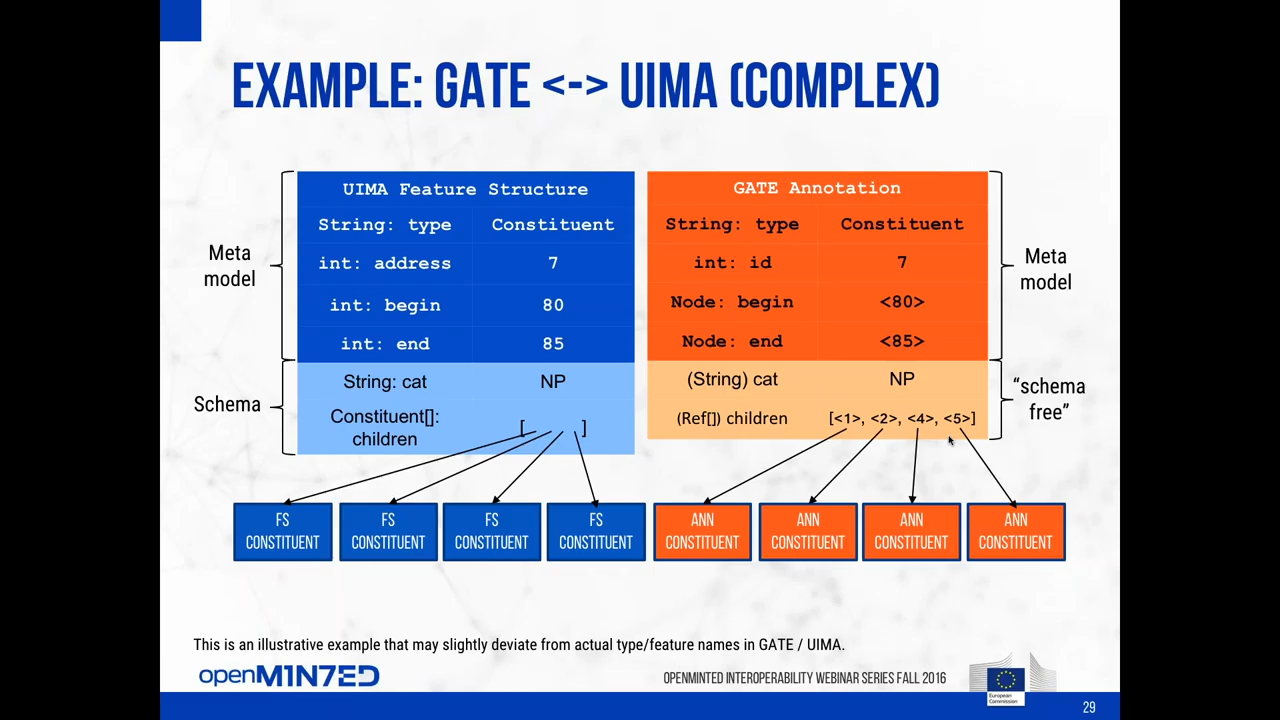 EXAMPLE: GATE <-> UIMA (COMPLEX)
UIMA Feature Structure
String: type Constituent
int: address 7
int: begin 80
int: end 85
String: cat NP
Constituent[]:
children
[ ]
Meta
model
Schema
GATE Annotation
String: type Constituent
int: id 7
Node: begin <80>
Node: end <85>
(String) cat NP
(Ref[]) children [<1>, <2>, <4>, <5>]
Meta
model
“schema
free”
FS
CONSTITUENT
FS
CONSTITUENT
FS
CONSTITUENT
FS
CONSTITUENT
ANN
CONSTITUENT
ANN
CONSTITUENT
ANN
CONSTITUENT
ANN
CONSTITUENT
This is an illustrative example that may slightly deviate from actual type/feature names in GATE / UIMA.
openM1N7ED
OPENMINTED INTEROPERABILITY WEBINAR SERIES FALL 2016
European
Commission
29